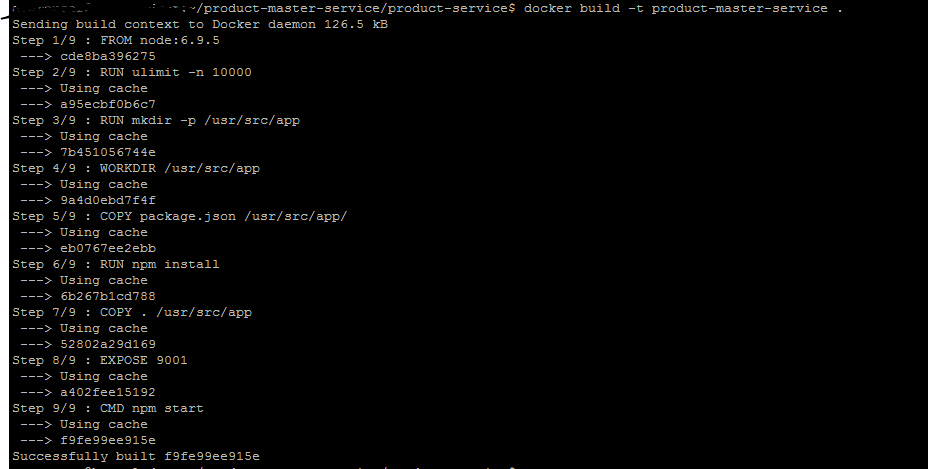 :~/product-master-service/product-service$ docker build -t product-master-service .
Sending build context to Docker daemon 126.5 kB
Step 1/9 : FROM node:6.9.5
 ---> cde8ba396275
Step 2/9 : RUN ulimit -n 10000
 ---> Using cache
 ---> a95ecbf0b6c7
Step 3/9 : RUN mkdir -p /usr/src/app
 ---> Using cache
 ---> 7b451056744e
Step 4/9 : WORKDIR /usr/src/app
 ---> Using cache
 ---> 9a4d0ebd7f4f
Step 5/9 : COPY package.json /usr/src/app/
 ---> Using cache
 ---> eb0767ee2ebb
Step 6/9 : RUN npm install
 ---> Using cache
 ---> 6b267b1cd788
Step 7/9 : COPY . /usr/src/app
 ---> Using cache
 ---> 52802a29d169
Step 8/9 : EXPOSE 9001
 ---> Using cache
 ---> a402fee15192
Step 9/9 : CMD npm start
 ---> Using cache
 ---> f9fe99ee915e
Successfully built f9fe99ee915e